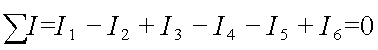 ∑I=I₁ − I₂ + I₃ − I₄ − I₅ + I₆=0